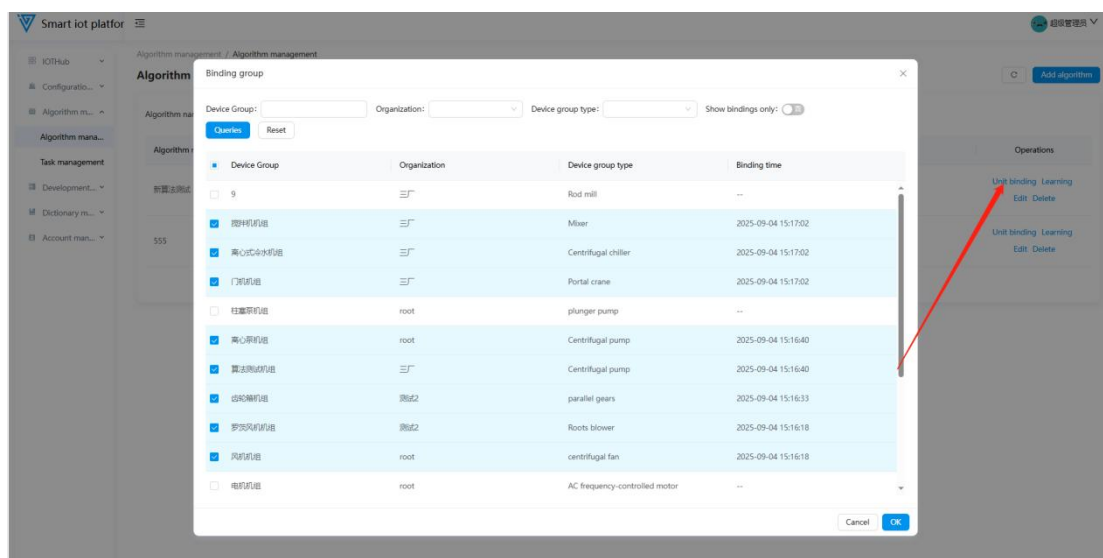 Smart iot platfor
超级管理员
IOTHub
Configuratio...
Algorithm m...
Algorithm mana...
Task management
Development...
Dictionary m...
Account man...
Algorithm management / Algorithm management
Algorithm
Add algorithm
Algorithm nar
Algorithm
Operations
新算法测试
Unit binding Learning
Edit Delete
555
Unit binding Learning
Edit Delete
Binding group
Device Group:
Organization:
Device group type:
Show bindings only:
Queries Reset
Device Group Organization Device group type Binding time
9 三厂 Rod mill --
搅拌机机组 三厂 Mixer 2025-09-04 15:17:02
离心式冷水机组 三厂 Centrifugal chiller 2025-09-04 15:17:02
门机机组 三厂 Portal crane 2025-09-04 15:17:02
柱塞泵机组 root plunger pump --
离心泵机组 root Centrifugal pump 2025-09-04 15:16:40
算法测试机组 三厂 Centrifugal pump 2025-09-04 15:16:40
齿轮箱机组 测试2 parallel gears 2025-09-04 15:16:33
罗茨风机机组 测试2 Roots blower 2025-09-04 15:16:18
风机机组 root centrifugal fan 2025-09-04 15:16:18
电机机组 root AC frequency-controlled motor --
Cancel OK